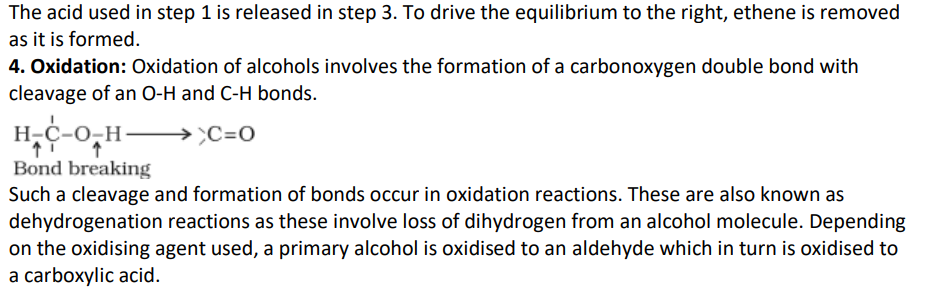 The acid used in step 1 is released in step 3. To drive the equilibrium to the right, ethene is removed
as it is formed.
4. Oxidation: Oxidation of alcohols involves the formation of a carbonoxygen double bond with
cleavage of an O-H and C-H bonds.
H–C–O–H ⟶ >C=O
Bond breaking
Such a cleavage and formation of bonds occur in oxidation reactions. These are also known as
dehydrogenation reactions as these involve loss of dihydrogen from an alcohol molecule. Depending
on the oxidising agent used, a primary alcohol is oxidised to an aldehyde which in turn is oxidised to
a carboxylic acid.